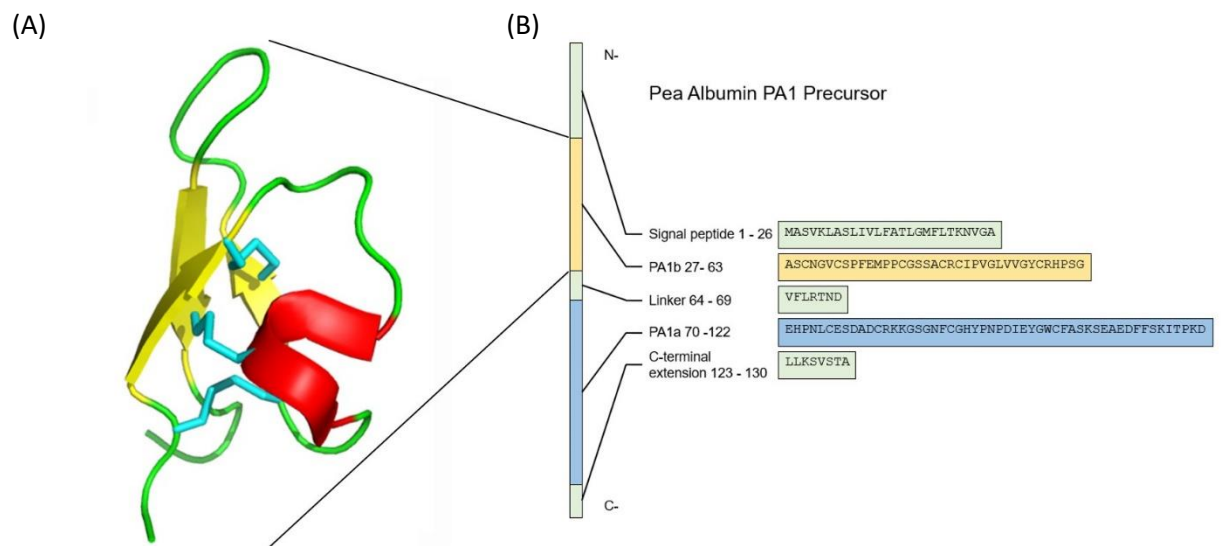 (A)
(B)
N-
Pea Albumin PA1 Precursor
Signal peptide 1 - 26 MASVKLASLIVLFATLGMFLTKNVGA
PA1b 27- 63 ASCNGVCSPFEMPPCGSSACRCIPVGLVVGYCRHPSG
Linker 64 - 69 VFLRTND
PA1a 70 -122 EHPNLCESDADCRKKGSGNFCGHYPNPDIEYGWCFASKSEAEDFFSKITPKD
C-terminal
extension 123 - 130 LLKSVSTA
C-